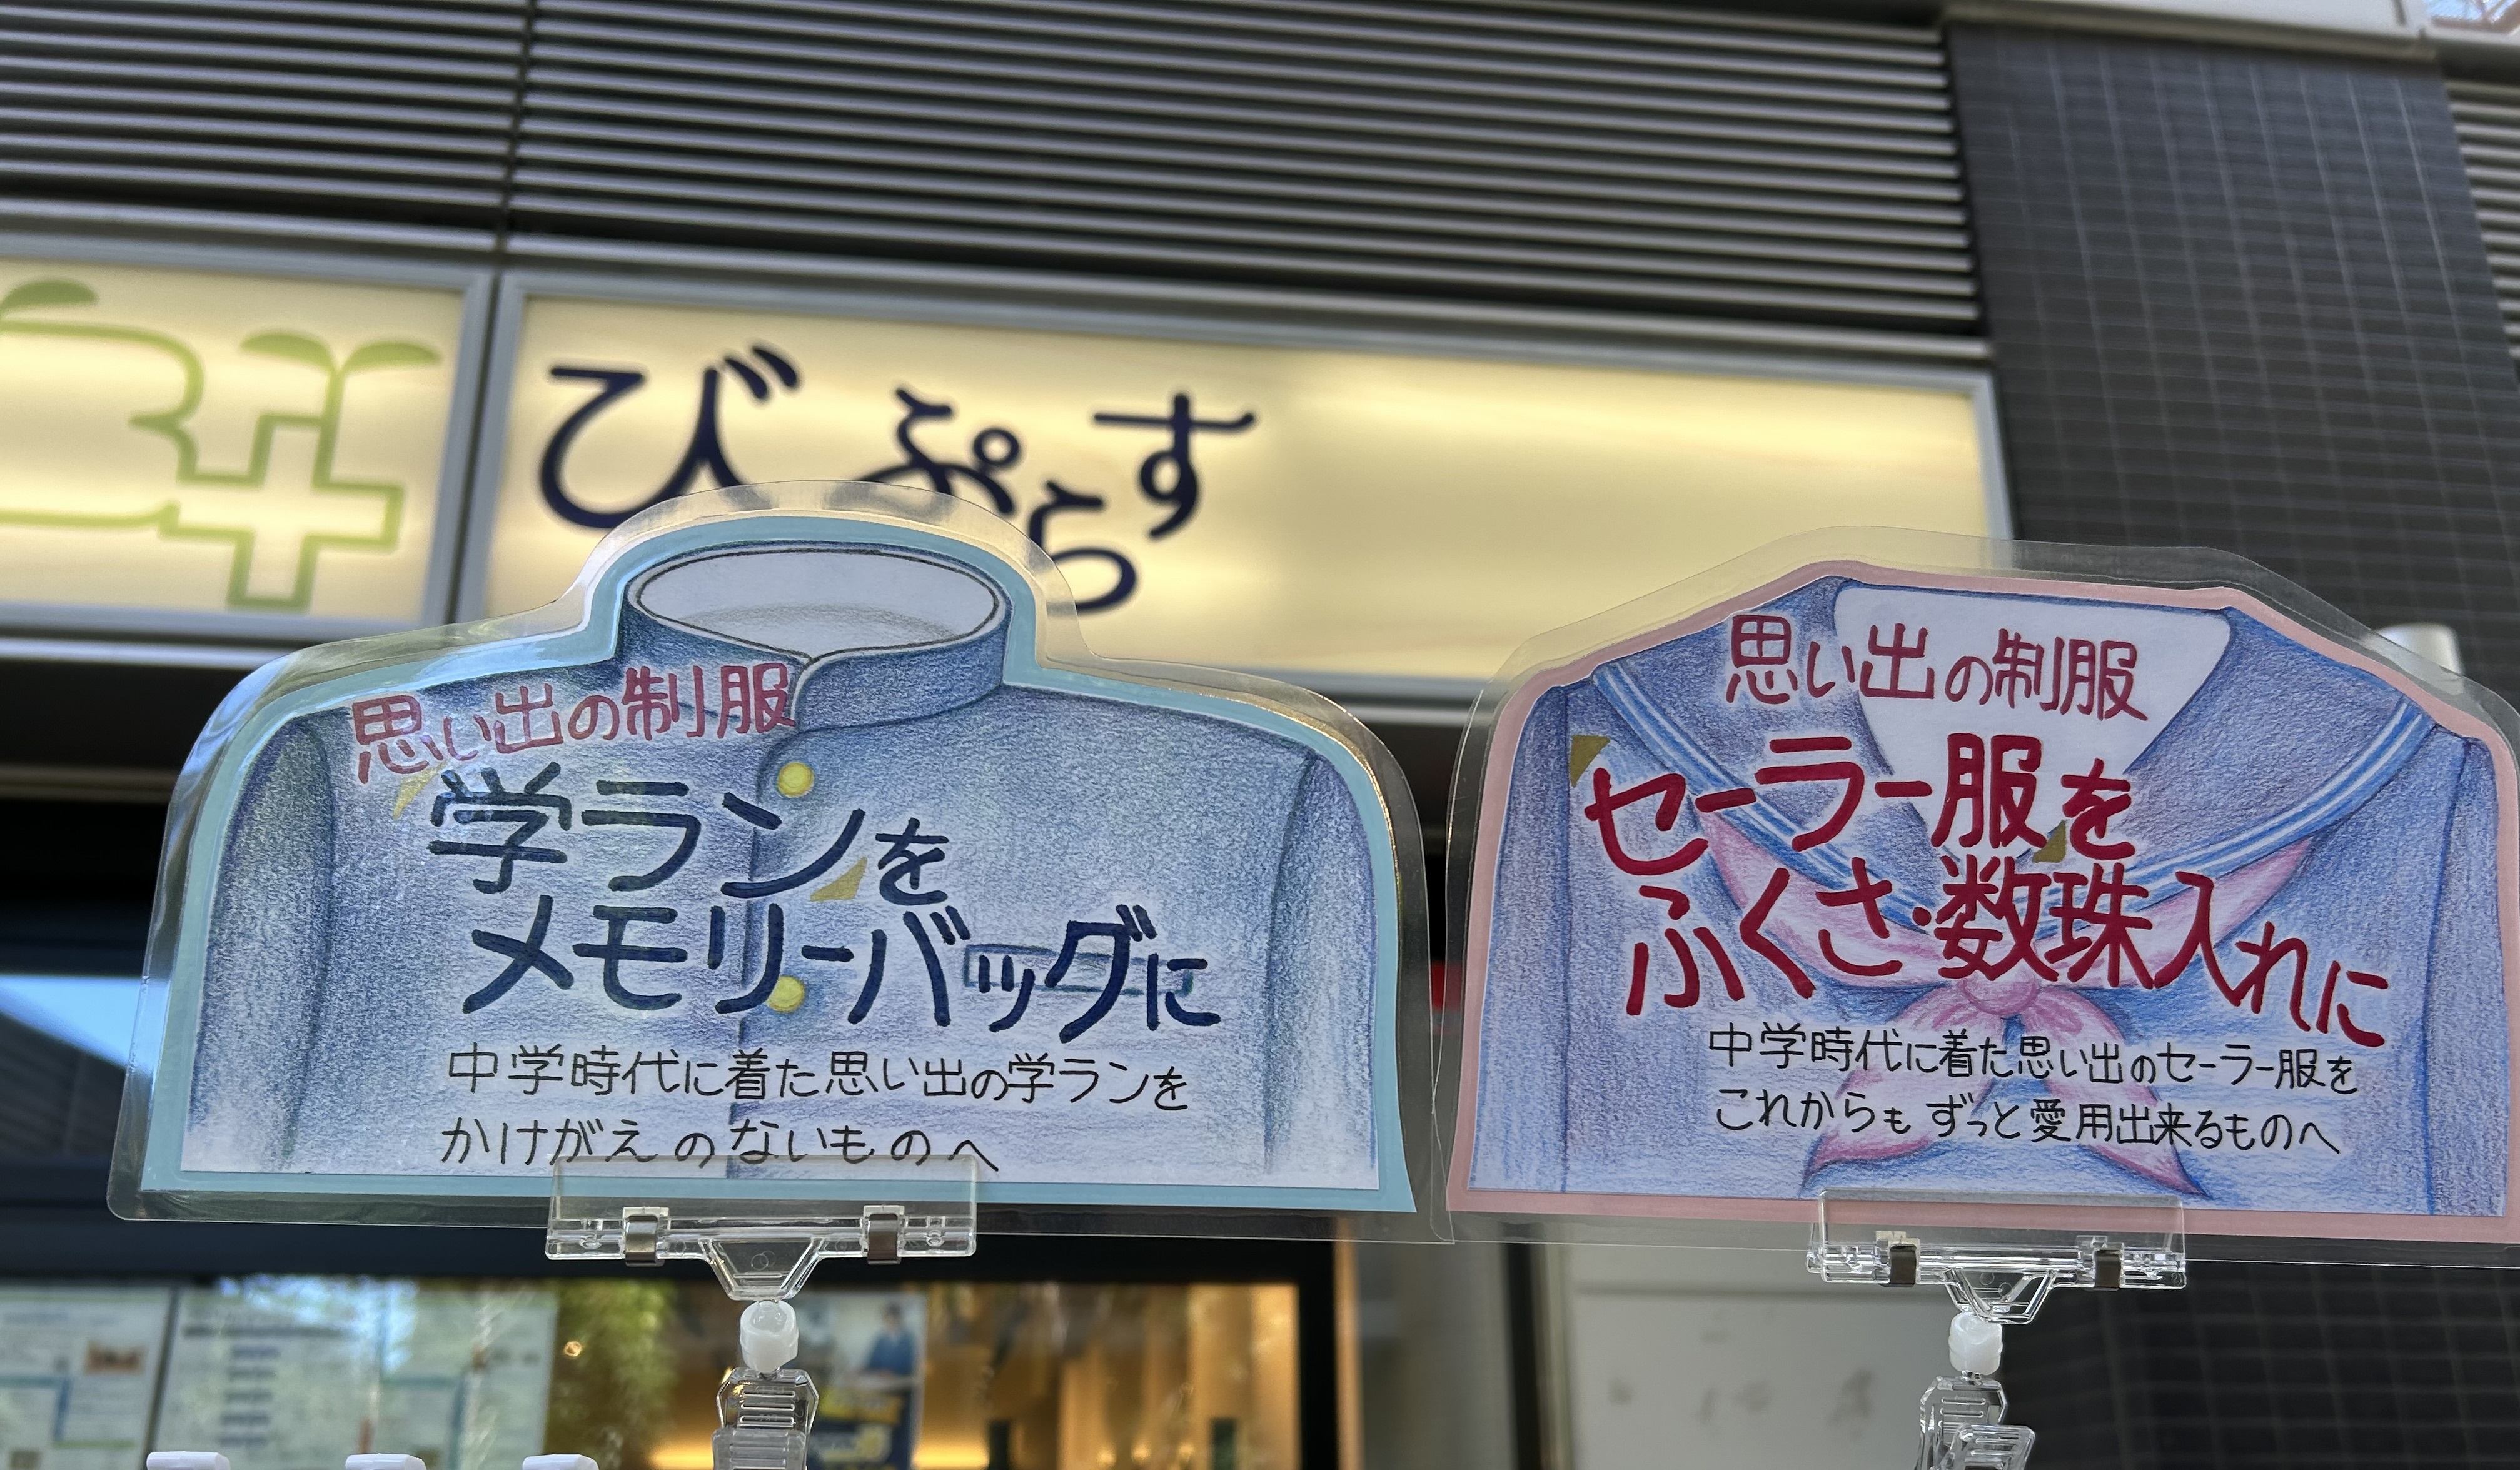 びぷらす
思い出の制服
学ランを
メモリーバッグに
中学時代に着た思い出の学ランを
かけがえのないものへ
思い出の制服
セーラー服を
ふくさ・数珠入れに
中学時代に着た思い出のセーラー服を
これからもずっと愛用出来るものへ